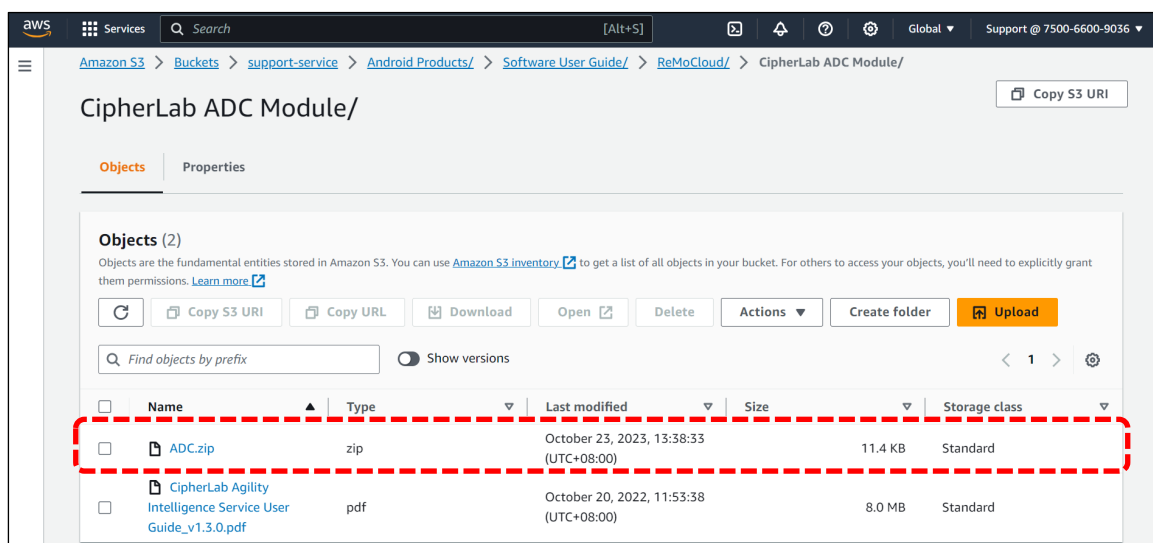 aws Services Search [Alt+S] Global Support @ 7500-6600-9036
Amazon S3 > Buckets > support-service > Android Products/ > Software User Guide/ > ReMoCloud/ > CipherLab ADC Module/
CipherLab ADC Module/
Copy S3 URI
Objects Properties
Objects (2)
Objects are the fundamental entities stored in Amazon S3. You can use Amazon S3 inventory to get a list of all objects in your bucket. For others to access your objects, you'll need to explicitly grant
them permissions. Learn more
Copy S3 URI Copy URL Download Open Delete Actions Create folder Upload
Find objects by prefix Show versions < 1 >
Name Type Last modified Size Storage class
ADC.zip zip October 23, 2023, 13:38:33 (UTC+08:00) 11.4 KB Standard
CipherLab Agility
Intelligence Service User
Guide_v1.3.0.pdf
pdf October 20, 2022, 11:53:38 (UTC+08:00) 8.0 MB Standard